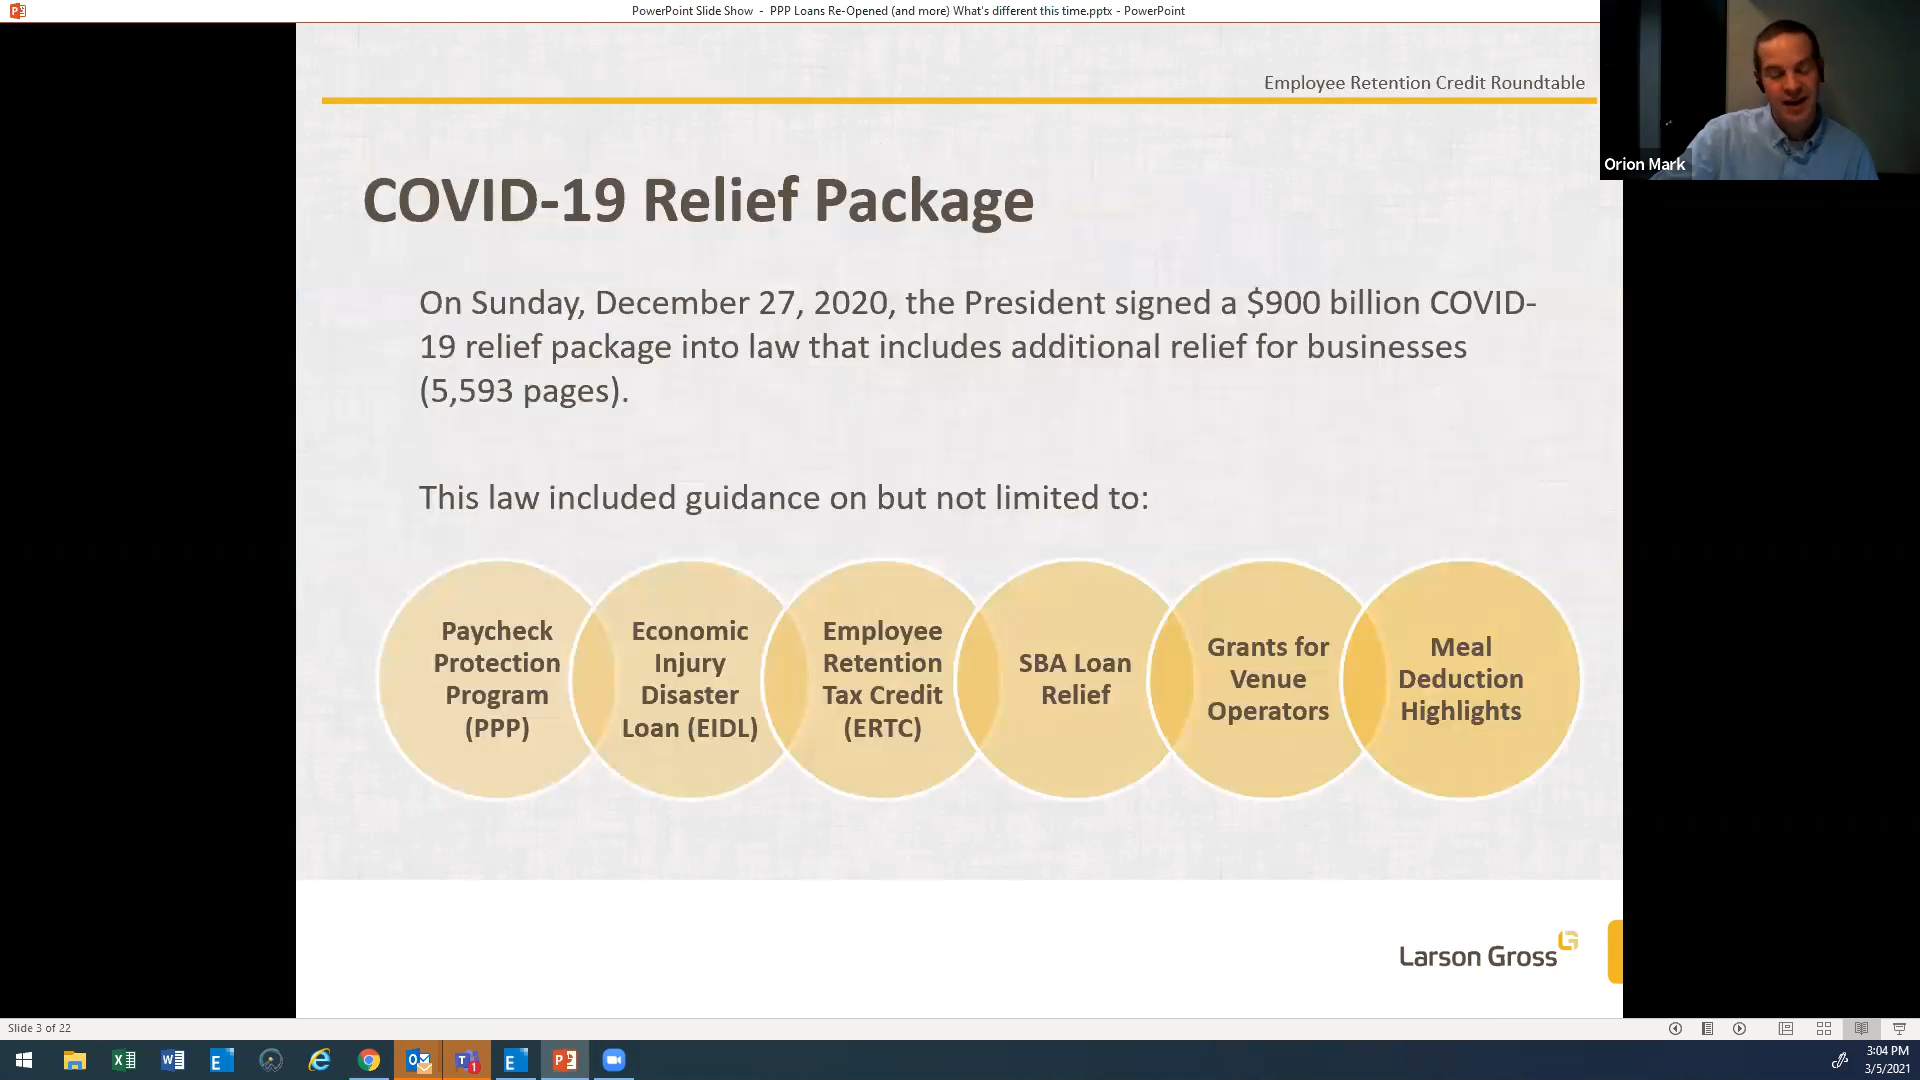 PowerPoint Slide Show - PPP Loans Re-Opened (and more) What's different this time.pptx - PowerPoint
Employee Retention Credit Roundtable
Orion Mark
COVID-19 Relief Package
On Sunday, December 27, 2020, the President signed a $900 billion COVID-
19 relief package into law that includes additional relief for businesses
(5,593 pages).
This law included guidance on but not limited to:
Paycheck
Protection
Program
(PPP)
Economic
Injury
Disaster
Loan (EIDL)
Employee
Retention
Tax Credit
(ERTC)
SBA Loan
Relief
Grants for
Venue
Operators
Meal
Deduction
Highlights
Larson Gross
Slide 3 of 22
3:04 PM
3/5/2021